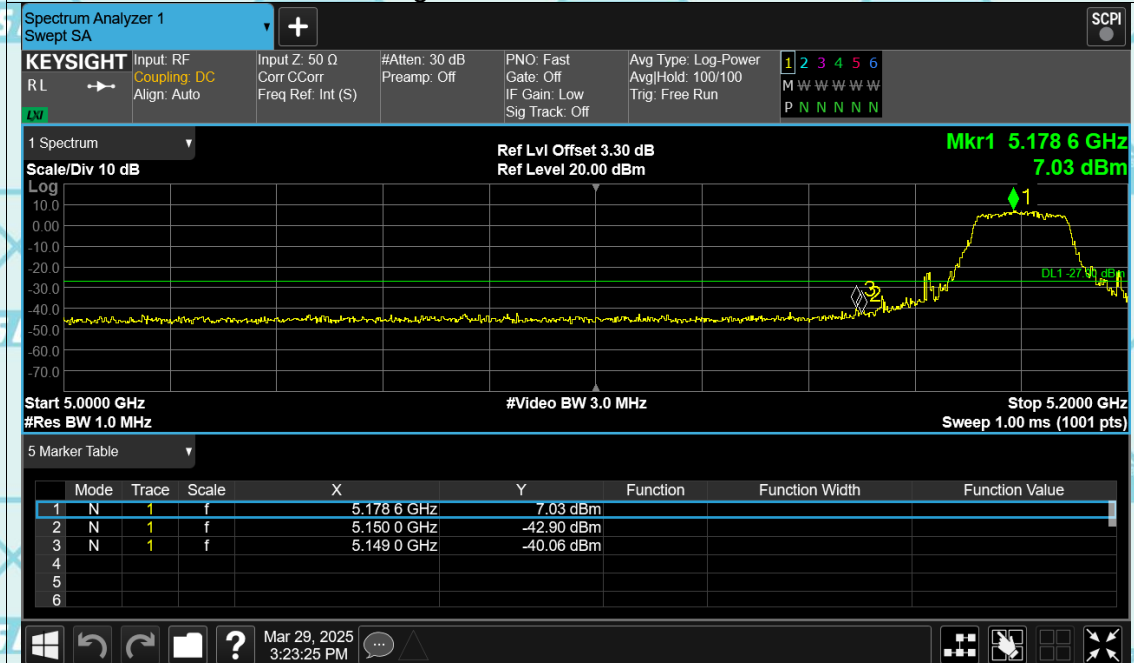 Spectrum Analyzer 1
Swept SA
+
SCPI
KEYSIGHT
RL
LXI
Input: RF
Coupling: DC
Align: Auto
Input Z: 50 Ω
Corr CCorr
Freq Ref: Int (S)
#Atten: 30 dB
Preamp: Off
PNO: Fast
Gate: Off
IF Gain: Low
Sig Track: Off
Avg Type: Log-Power
Avg|Hold: 100/100
Trig: Free Run
1 2 3 4 5 6
M W W W W W
P N N N N N
1 Spectrum
Scale/Div 10 dB
Ref Lvl Offset 3.30 dB
Ref Level 20.00 dBm
Mkr1 5.178 6 GHz
7.03 dBm
Log
10.0
0.00
-10.0
-20.0
-30.0
-40.0
-50.0
-60.0
-70.0
1
3
2
Start 5.0000 GHz
#Res BW 1.0 MHz
#Video BW 3.0 MHz
Stop 5.2000 GHz
Sweep 1.00 ms (1001 pts)
5 Marker Table
Mode Trace Scale X Y Function Function Width Function Value
1 N 1 f 5.178 6 GHz 7.03 dBm
2 N 1 f 5.150 0 GHz -42.90 dBm
3 N 1 f 5.149 0 GHz -40.06 dBm
4
5
6
?
Mar 29, 2025
3:23:25 PM